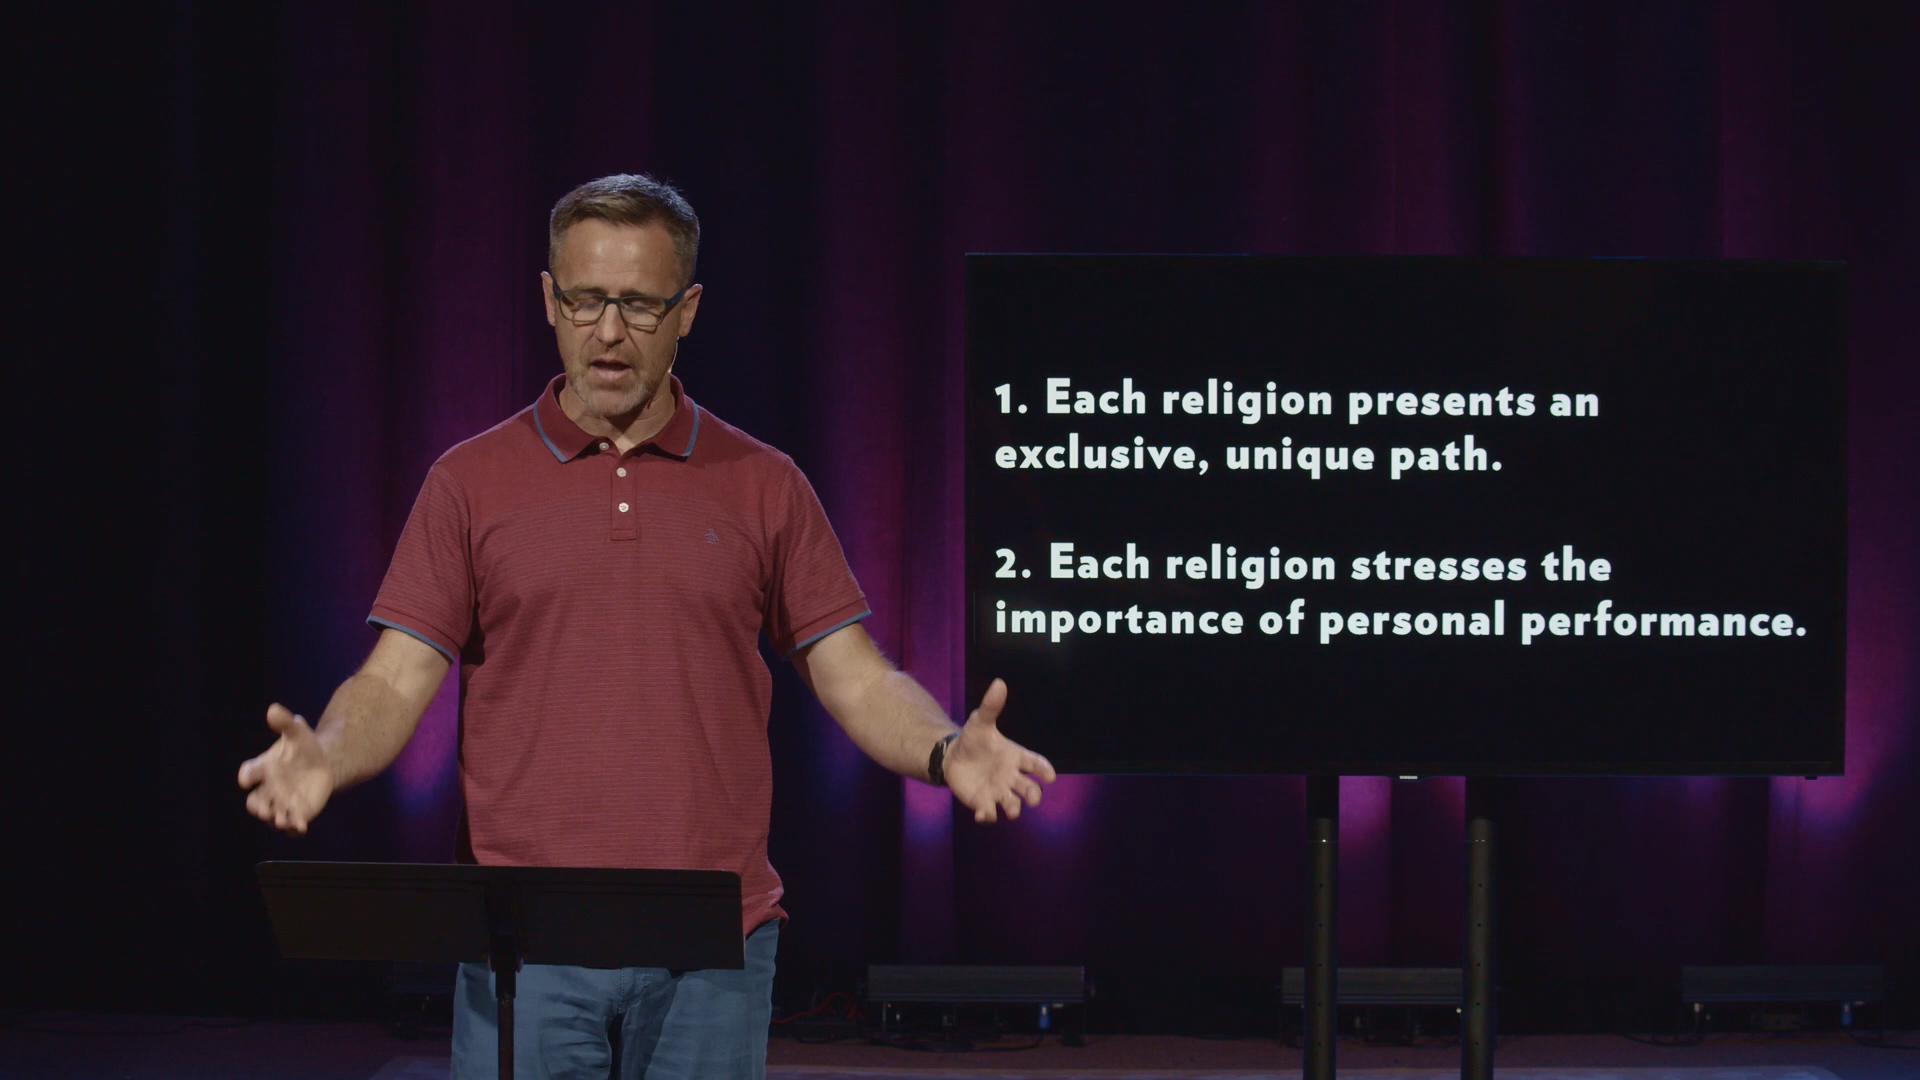 1. Each religion presents an
exclusive, unique path.
2. Each religion stresses the
importance of personal performance.